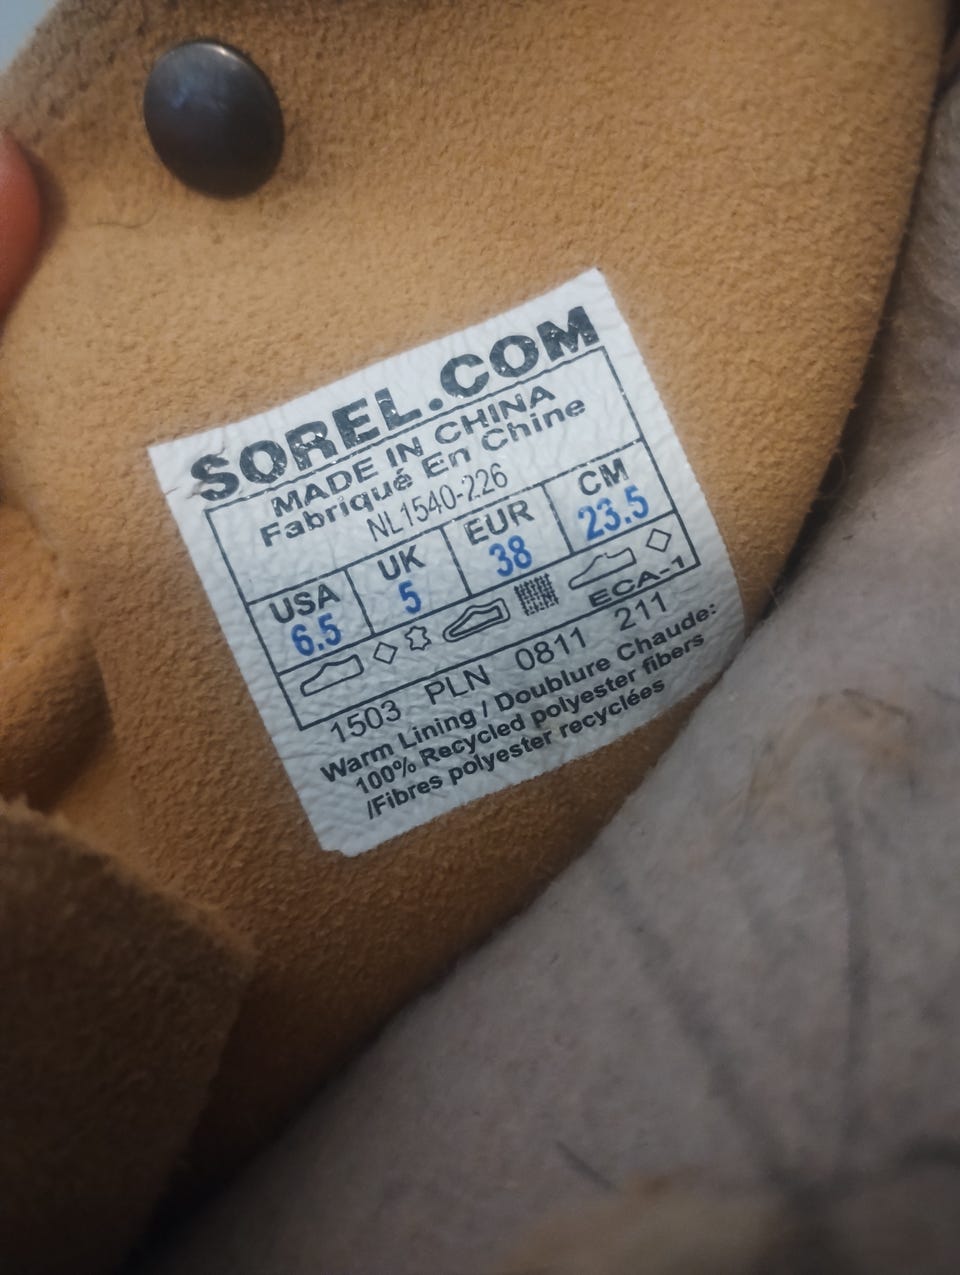 SOREL.COM
MADE IN CHINA
Fabriqué En Chine
NL1540-226
USA UK EUR CM
6.5 5 38 23.5
ECA-1
1503 PLN 0811 211
Warm Lining / Doublure Chaude:
100% Recycled polyester fibers
/Fibres polyester recyclées